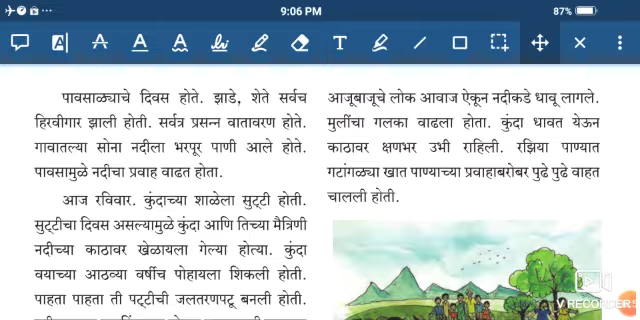 9:06 PM
87%
A
A
A
A
T
पावसाळ्याचे दिवस होते. झाडे, शेते सर्वच
हिरवीगार झाली होती. सर्वत्र प्रसन्न वातावरण होते.
गावातल्या सोना नदीला भरपूर पाणी आले होते.
पावसामुळे नदीचा प्रवाह वाढत होता.
आज रविवार. कुंदाच्या शाळेला सुट्टी होती.
सुट्टीचा दिवस असल्यामुळे कुंदा आणि तिच्या मैत्रिणी
नदीच्या काठावर खेळायला गेल्या होत्या. कुंदा
वयाच्या आठव्या वर्षीच पोहायला शिकली होती.
पाहता पाहता ती पट्टीची जलतरणपटू बनली होती.
आजूबाजूचे लोक आवाज ऐकून नदीकडे धावू लागले.
मुलींचा गलका वाढला होता. कुंदा धावत येऊन
काठावर क्षणभर उभी राहिली. रझिया पाण्यात
गटांगळ्या खात पाण्याच्या प्रवाहाबरोबर पुढे पुढे वाहत
चालली होती.
V RECORDER